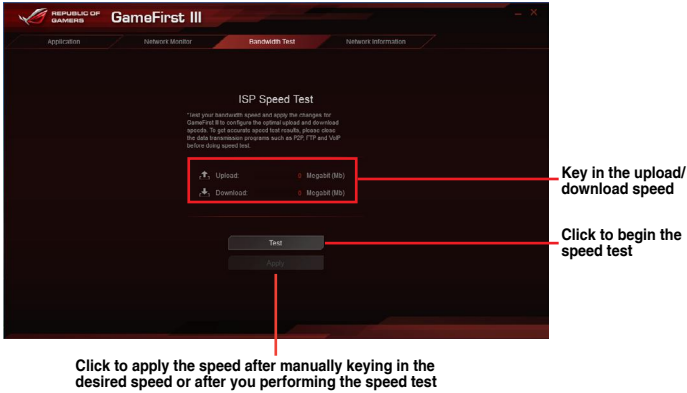 REPUBLIC OF
GAMERS
GameFirst III
Application
Network Monitor
Bandwidth Test
Network Information
ISP Speed Test
*Test your bandwidth speed and apply the changes for
GameFirst III to configure the optimal upload and download
speeds. To get accurate speed test results, please close
the data transmission programs such as P2P, FTP and VoIP
before doing speed test.
Upload: 0 Megabit (Mb)
Download: 0 Megabit (Mb)
Test
Apply
Key in the upload/
download speed
Click to begin the
speed test
Click to apply the speed after manually keying in the
desired speed or after you performing the speed test